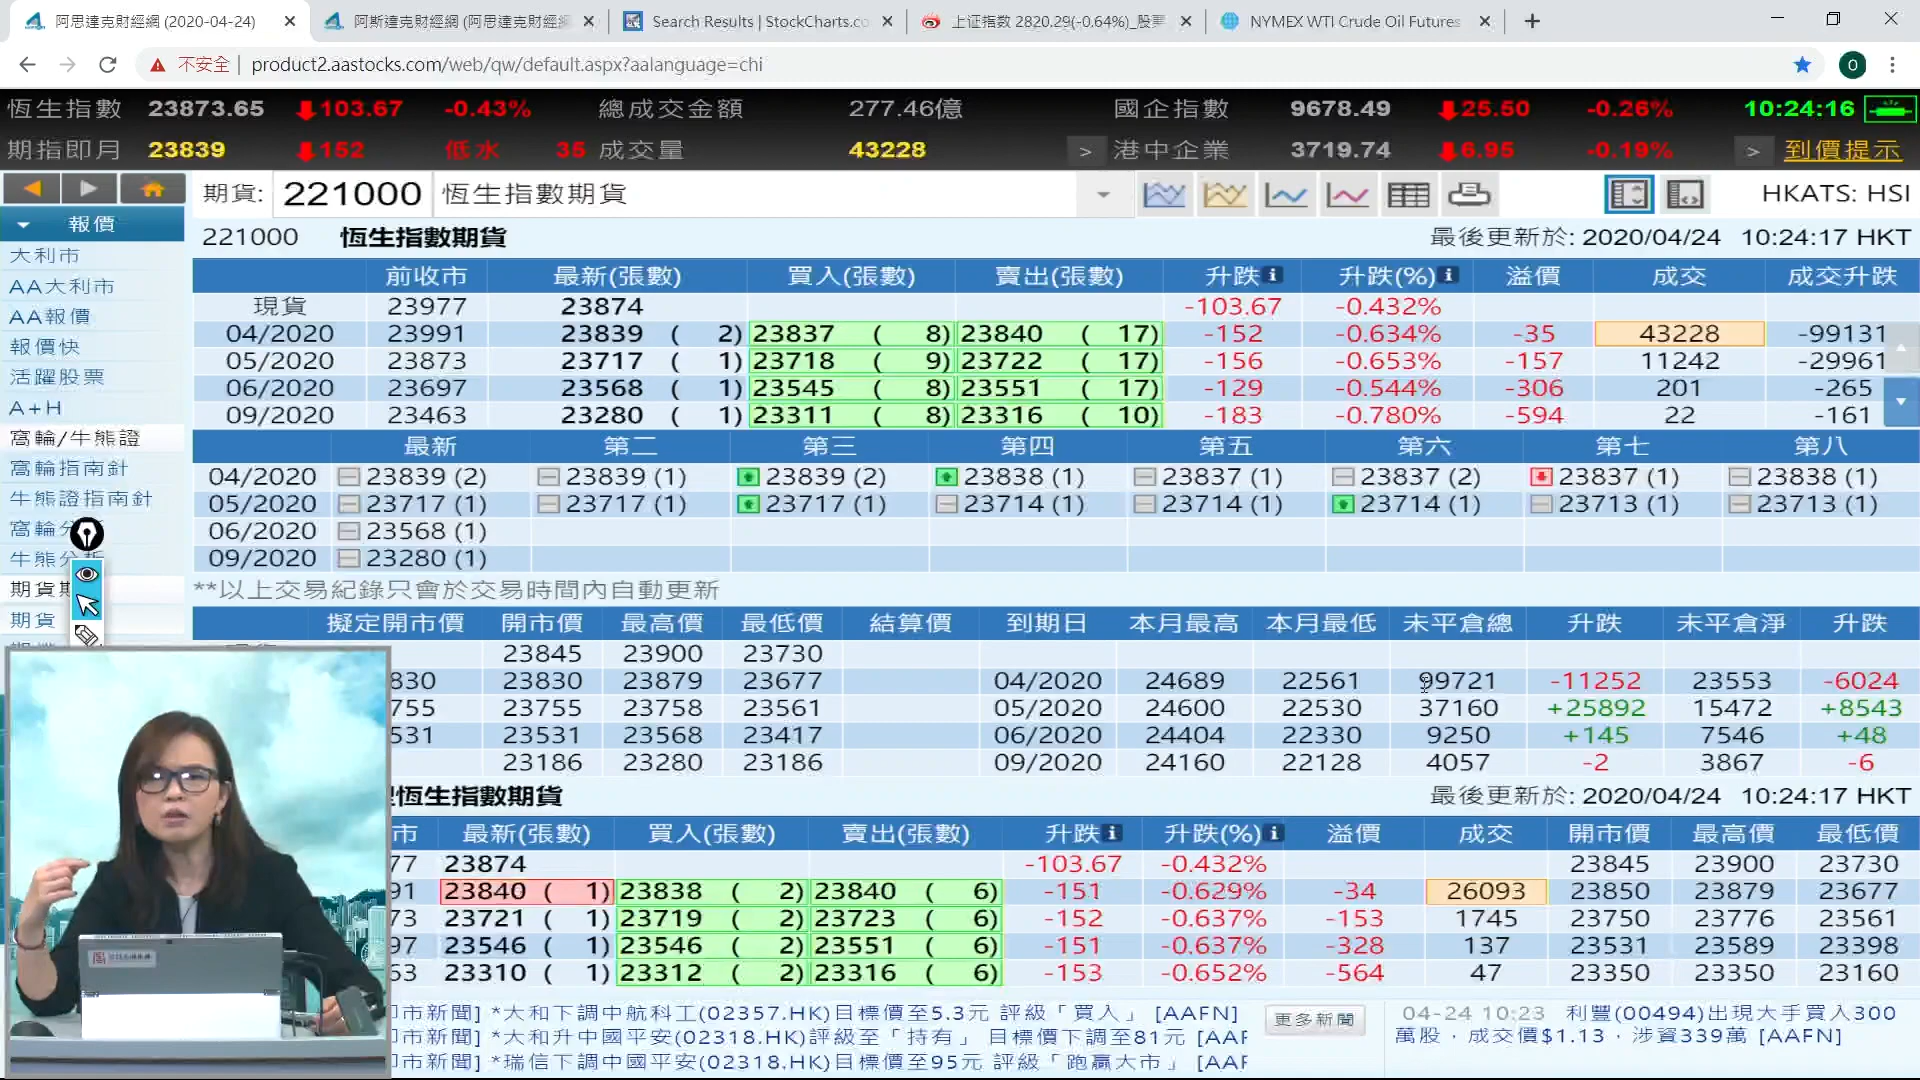 阿思達克財經網 (2020-04-24)
阿斯達克財經網 (阿思達克財經
Search Results | StockCharts.co
上证指数 2820.29(-0.64%)_股票
NYMEX WTI Crude Oil Futures
不安全 | product2.aastocks.com/web/qw/default.aspx?aalanguage=chi
O
恆生指數 23873.65 103.67 -0.43% 總成交金額 277.46億 國企指數 9678.49 25.50 -0.26% 10:24:16
期指即月 23839 152 低水 35 成交量 43228 > 港中企業 3719.74 6.95 -0.19% > 到價提示
期貨: 221000 恆生指數期貨 HKATS: HSI
報價
大利市
AA大利市
AA報價
報價快
活躍股票
A+H
窩輪/牛熊證
窩輪指南針
牛熊證指南針
窩輪分
牛熊分析
期貨期
期貨
221000 恆生指數期貨 最後更新於: 2020/04/24 10:24:17 HKT
前收市 最新(張數) 買入(張數) 賣出(張數) 升跌 升跌(%) 溢價 成交 成交升跌
現貨 23977 23874 -103.67 -0.432%
04/2020 23991 23839 ( 2) 23837 ( 8) 23840 ( 17) -152 -0.634% -35 43228 -99131
05/2020 23873 23717 ( 1) 23718 ( 9) 23722 ( 17) -156 -0.653% -157 11242 -29961
06/2020 23697 23568 ( 1) 23545 ( 8) 23551 ( 17) -129 -0.544% -306 201 -265
09/2020 23463 23280 ( 1) 23311 ( 8) 23316 ( 10) -183 -0.780% -594 22 -161
最新 第二 第三 第四 第五 第六 第七 第八
04/2020 23839 (2) 23839 (1) 23839 (2) 23838 (1) 23837 (1) 23837 (2) 23837 (1) 23838 (1)
05/2020 23717 (1) 23717 (1) 23717 (1) 23714 (1) 23714 (1) 23714 (1) 23713 (1) 23713 (1)
06/2020 23568 (1)
09/2020 23280 (1)
**以上交易紀錄只會於交易時間內自動更新
擬定開市價 開市價 最高價 最低價 結算價 到期日 本月最高 本月最低 未平倉總 升跌 未平倉淨 升跌
23845 23900 23730
830 23830 23879 23677 04/2020 24689 22561 99721 -11252 23553 -6024
755 23755 23758 23561 05/2020 24600 22530 37160 +25892 15472 +8543
531 23531 23568 23417 06/2020 24404 22330 9250 +145 7546 +48
23186 23280 23186 09/2020 24160 22128 4057 -2 3867 -6
恆生指數期貨 最後更新於: 2020/04/24 10:24:17 HKT
市 最新(張數) 買入(張數) 賣出(張數) 升跌 升跌(%) 溢價 成交 開市價 最高價 最低價
77 23874 -103.67 -0.432% 23845 23900 23730
91 23840 ( 1) 23838 ( 2) 23840 ( 6) -151 -0.629% -34 26093 23850 23879 23677
73 23721 ( 1) 23719 ( 2) 23723 ( 6) -152 -0.637% -153 1745 23750 23776 23561
97 23546 ( 1) 23546 ( 2) 23551 ( 6) -151 -0.637% -328 137 23531 23589 23398
63 23310 ( 1) 23312 ( 2) 23316 ( 6) -153 -0.652% -564 47 23350 23350 23160
市新聞] *大和下調中航科工(02357.HK)目標價至5.3元 評級「買入」 [AAFN]
市新聞] *大和升中國平安(02318.HK)評級至「持有」 目標價下調至81元 [AAF
市新聞] *瑞信下調中國平安(02318.HK)目標價至95元 評級「跑贏大市」 [AAF
更多新聞
04-24 10:23 利豐(00494)出現大手買入300
萬股，成交價$1.13，涉資339萬 [AAFN]